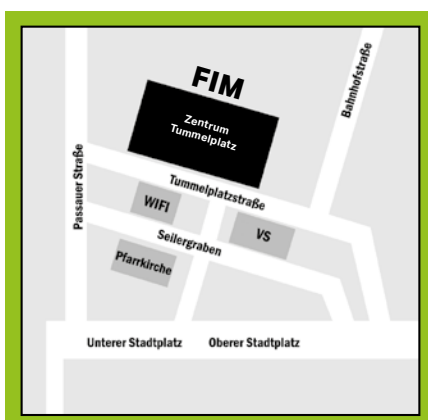 FIM
Zentrum
Tummelplatz
Bahnhofstraße
Passauer Straße
Tummelplatzstraße
WIFI
VS
Seilergraben
Pfarrkirche
Unterer Stadtplatz
Oberer Stadtplatz